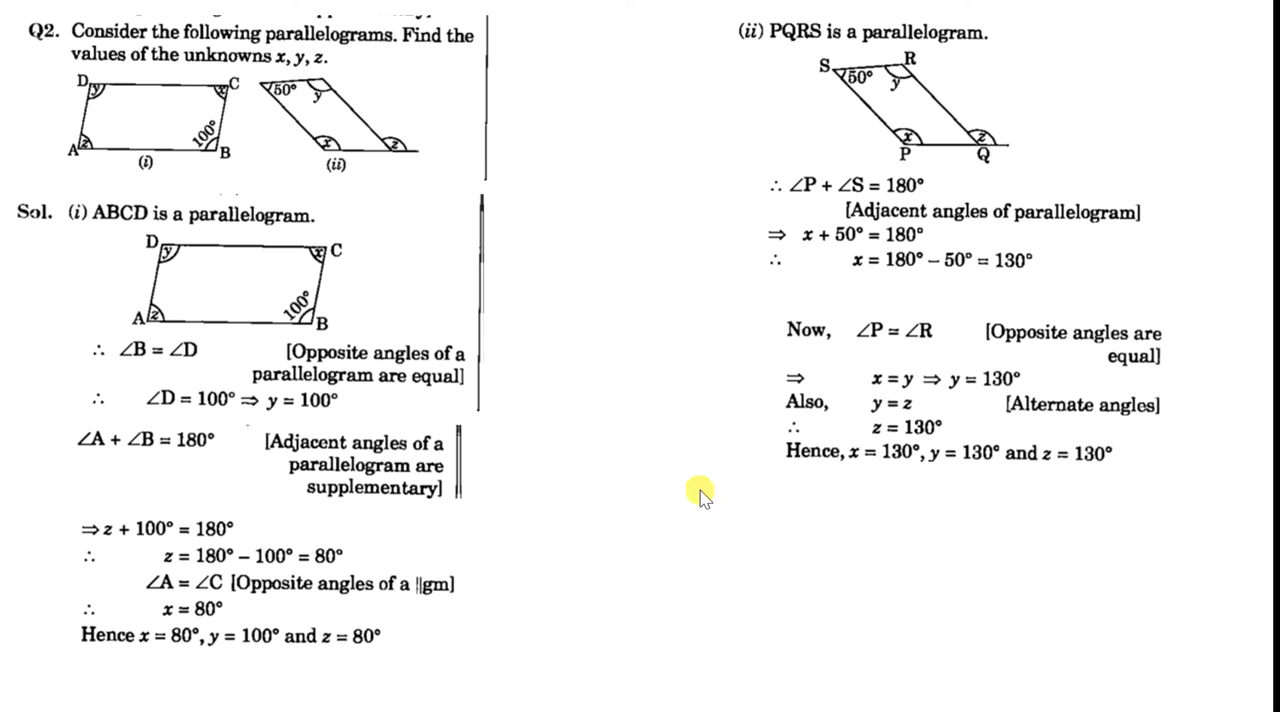 Q2. Consider the following parallelograms. Find the
values of the unknowns x, y, z.
D y x C
A z 100° B
(i)
50° y
x z
(ii)
Sol. (i) ABCD is a parallelogram.
D y x C
A z 100° B
∴ ∠B = ∠D [Opposite angles of a
parallelogram are equal]
∴ ∠D = 100° ⇒ y = 100°
∠A + ∠B = 180° [Adjacent angles of a
parallelogram are
supplementary]
⇒ z + 100° = 180°
∴ z = 180° – 100° = 80°
∠A = ∠C [Opposite angles of a ||gm]
∴ x = 80°
Hence x = 80°, y = 100° and z = 80°
(ii) PQRS is a parallelogram.
S 50° y R
x z
P Q
∴ ∠P + ∠S = 180°
[Adjacent angles of parallelogram]
⇒ x + 50° = 180°
∴ x = 180° – 50° = 130°
Now, ∠P = ∠R [Opposite angles are
equal]
⇒ x = y ⇒ y = 130°
Also, y = z [Alternate angles]
∴ z = 130°
Hence, x = 130°, y = 130° and z = 130°